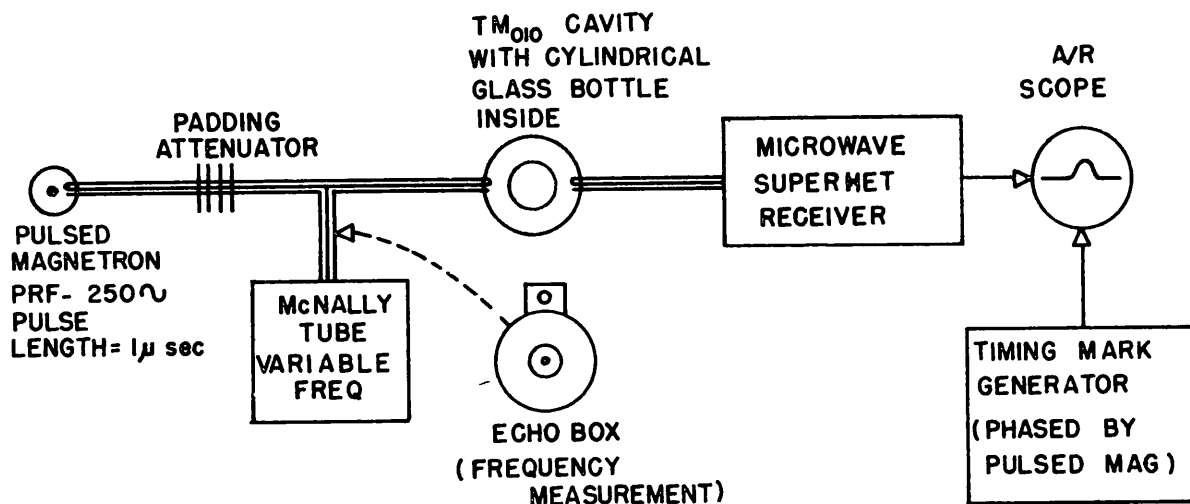 TM010 CAVITY
WITH CYLINDRICAL
GLASS BOTTLE
INSIDE
A/R
SCOPE
PADDING
ATTENUATOR
MICROWAVE
SUPERHET
RECEIVER
PULSED
MAGNETRON
PRF- 250~
PULSE
LENGTH= 1μ sec
McNALLY
TUBE
VARIABLE
FREQ
ECHO BOX
(FREQUENCY
MEASUREMENT)
TIMING MARK
GENERATOR
(PHASED BY
PULSED MAG)